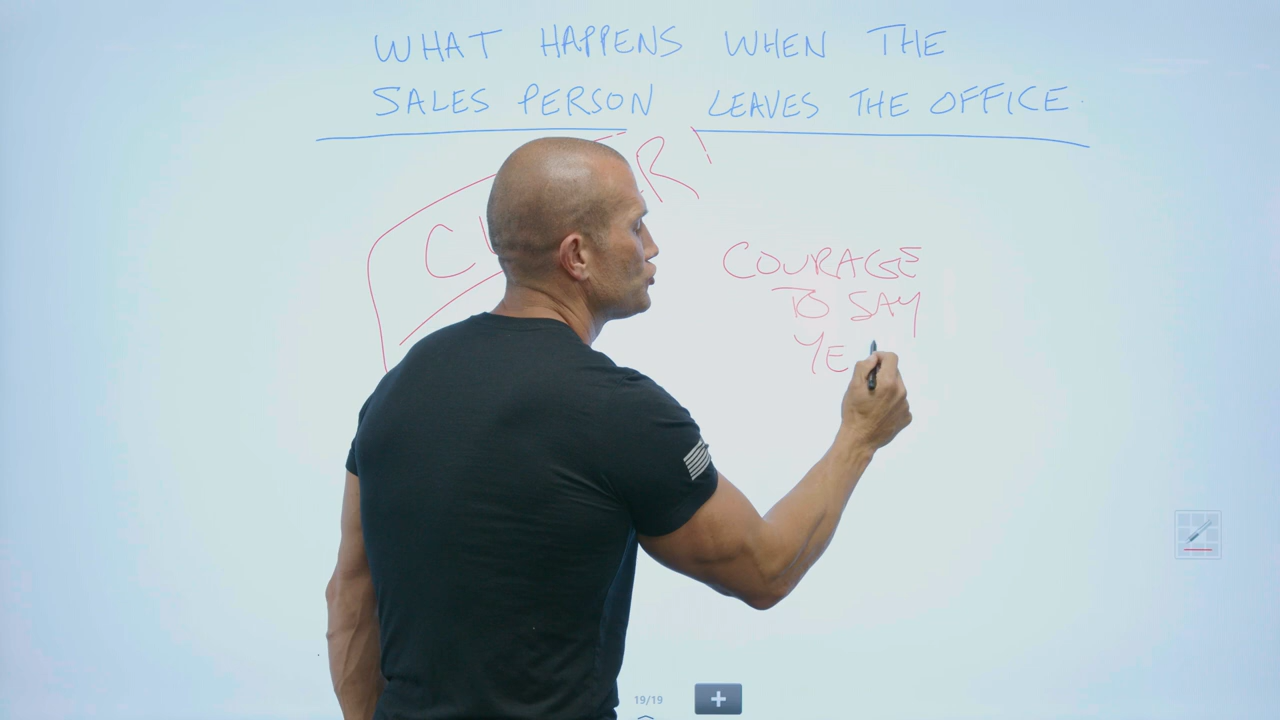 WHAT HAPPENS WHEN THE
SALES PERSON LEAVES THE OFFICE
COURAGE
TO SAY
YE
19/19